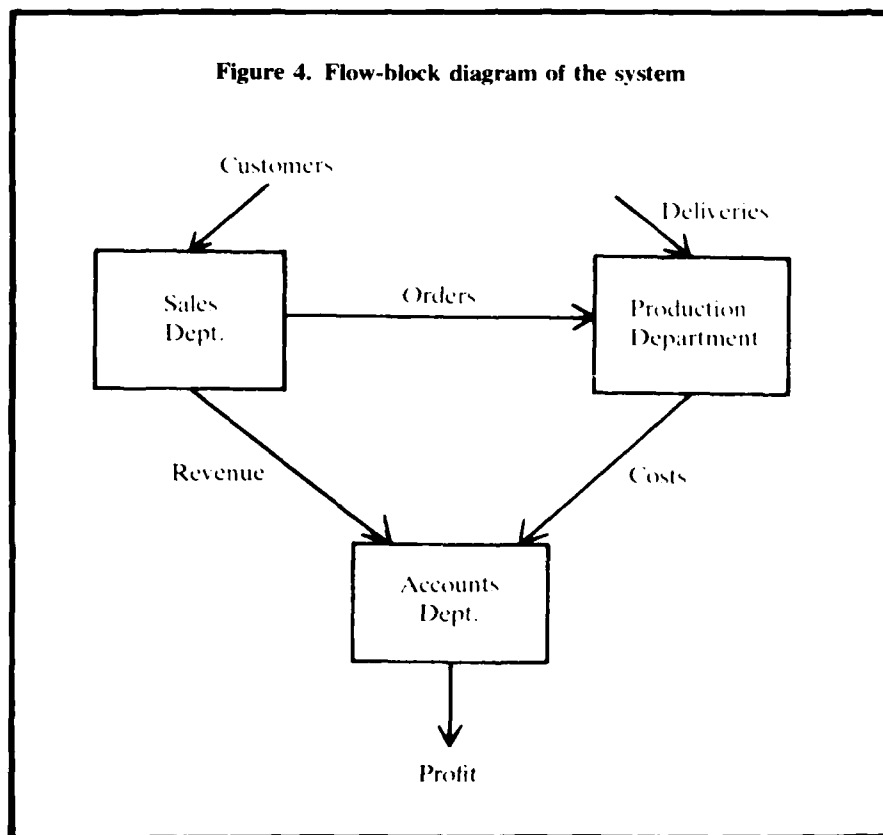 Figure 4. Flow-block diagram of the system
Customers
Deliveries
Sales
Dept.
Orders
Production
Department
Revenue
Costs
Accounts
Dept.
Profit